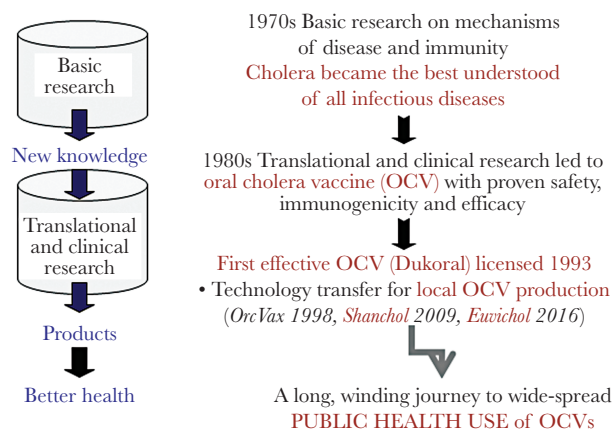 Basic
research
New knowledge
Translational
and clinical
research
Products
Better health
1970s Basic research on mechanisms
of disease and immunity
Cholera became the best understood
of all infectious diseases
1980s Translational and clinical research led to
oral cholera vaccine (OCV) with proven safety,
immunogenicity and efficacy
First effective OCV (Dukoral) licensed 1993
• Technology transfer for local OCV production
(OrcVax 1998, Shanchol 2009, Euvichol 2016)
A long, winding journey to wide-spread
PUBLIC HEALTH USE of OCVs